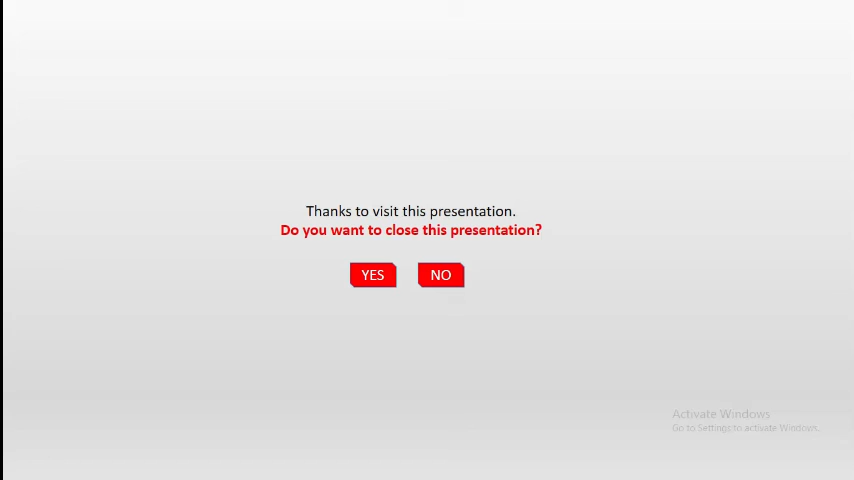 Thanks to visit this presentation.
Do you want to close this presentation?
YES NO
Activate Windows
Go to Settings to activate Windows.